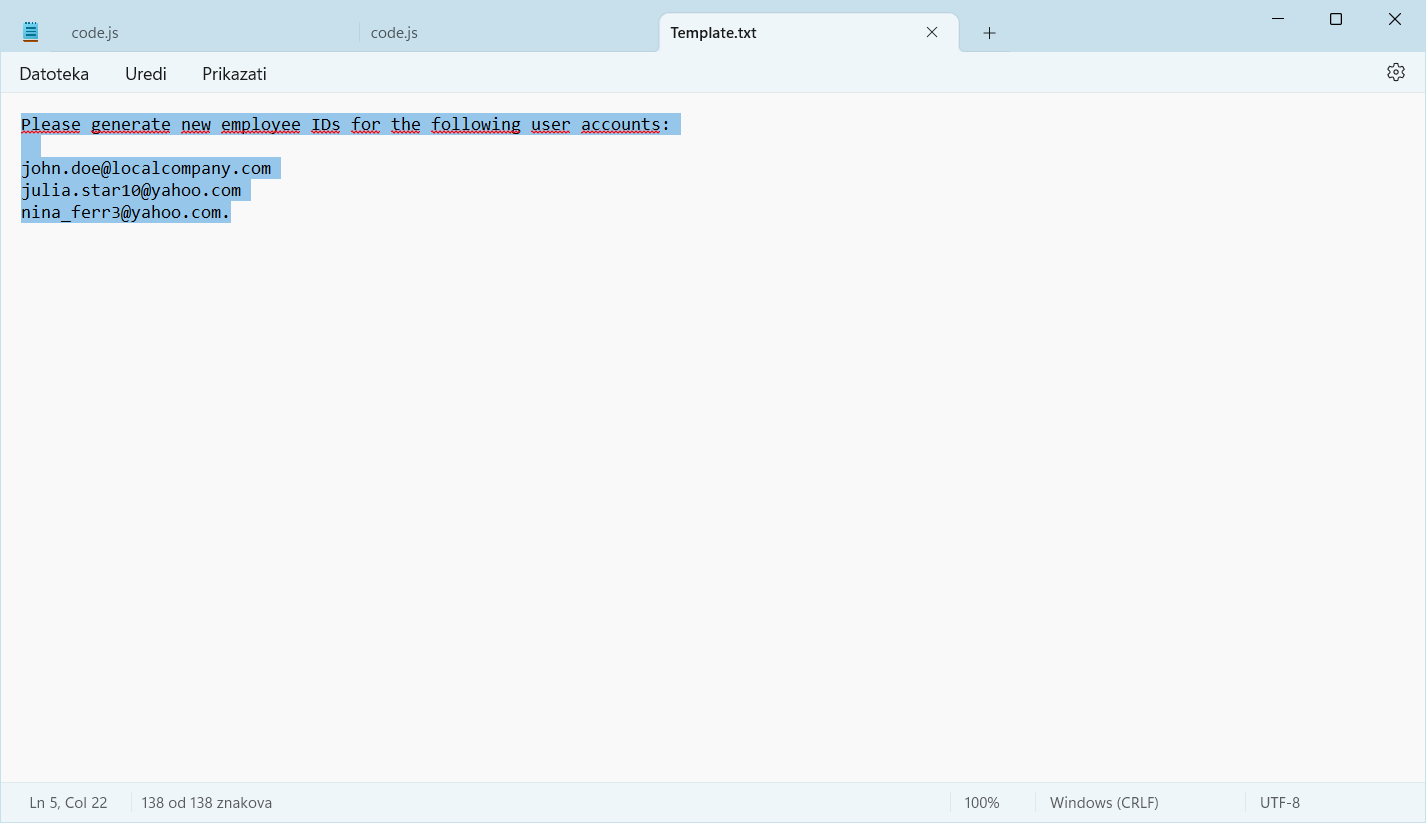 code.js code.js Template.txt
Datoteka Uredi Prikazati
Please generate new employee IDs for the following user accounts:
john.doe@localcompany.com
julia.star10@yahoo.com
nina_ferr3@yahoo.com.
Ln 5, Col 22 138 od 138 znakova 100% Windows (CRLF) UTF-8